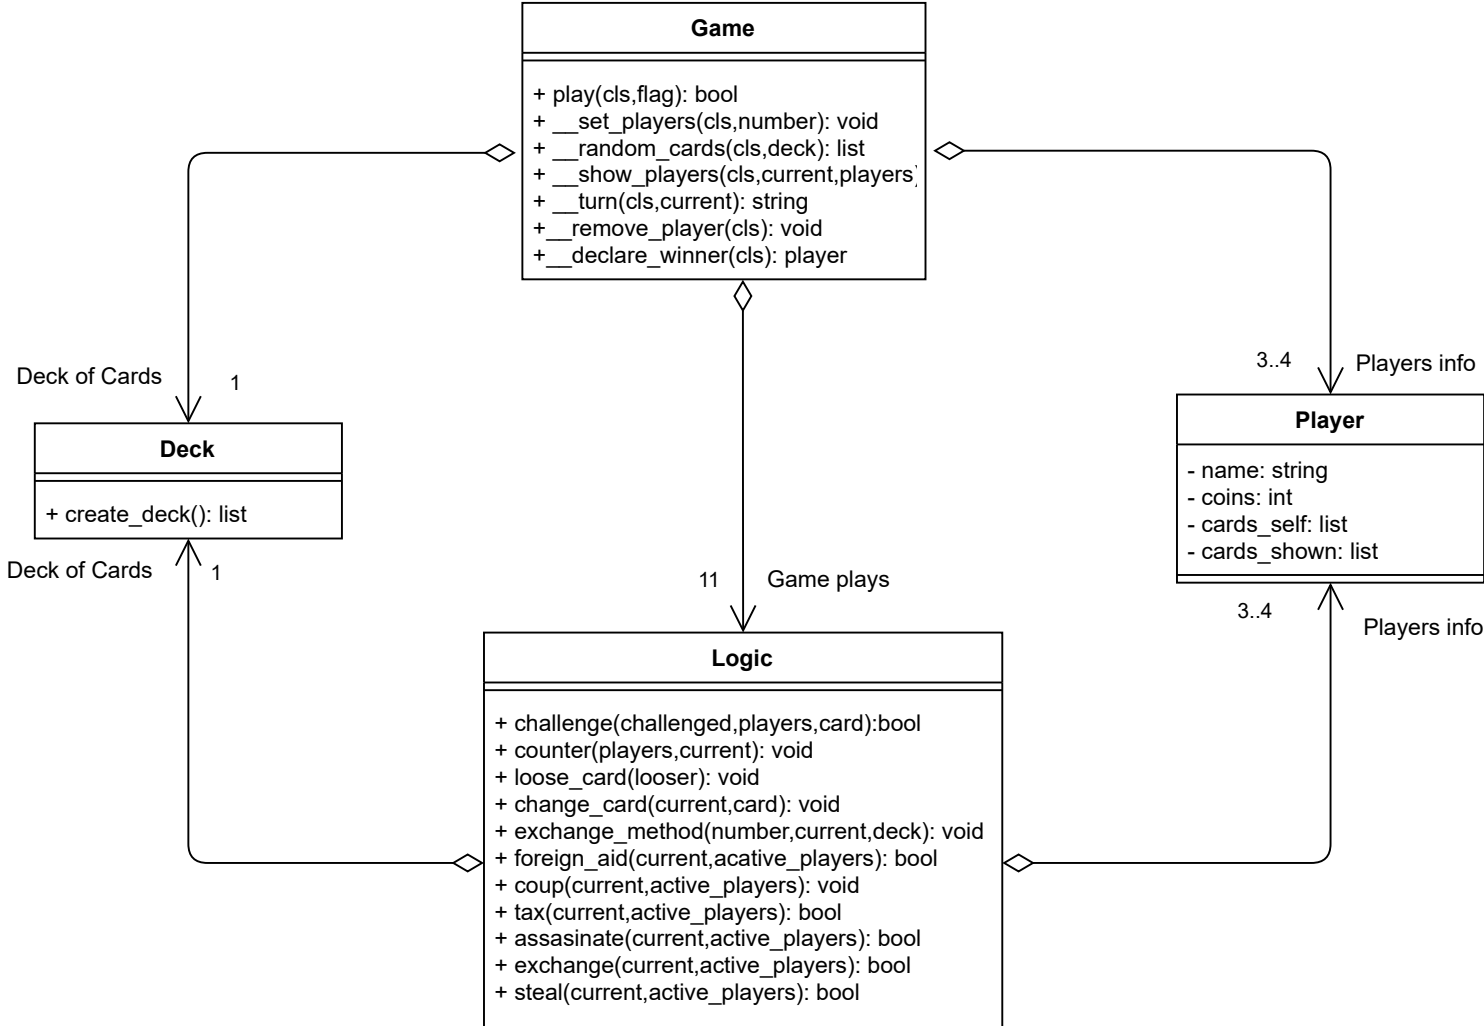 Game
+ play(cls,flag): bool
+ __set_players(cls,number): void
+ __random_cards(cls,deck): list
+ __show_players(cls,current,players)
+ __turn(cls,current): string
+__remove_player(cls): void
+__declare_winner(cls): player
Deck of Cards
1
3..4
Players info
Deck
+ create_deck(): list
Player
- name: string
- coins: int
- cards_self: list
- cards_shown: list
Deck of Cards
1
11
Game plays
3..4
Players info
Logic
+ challenge(challenged,players,card):bool
+ counter(players,current): void
+ loose_card(looser): void
+ change_card(current,card): void
+ exchange_method(number,current,deck): void
+ foreign_aid(current,acative_players): bool
+ coup(current,active_players): void
+ tax(current,active_players): bool
+ assasinate(current,active_players): bool
+ exchange(current,active_players): bool
+ steal(current,active_players): bool